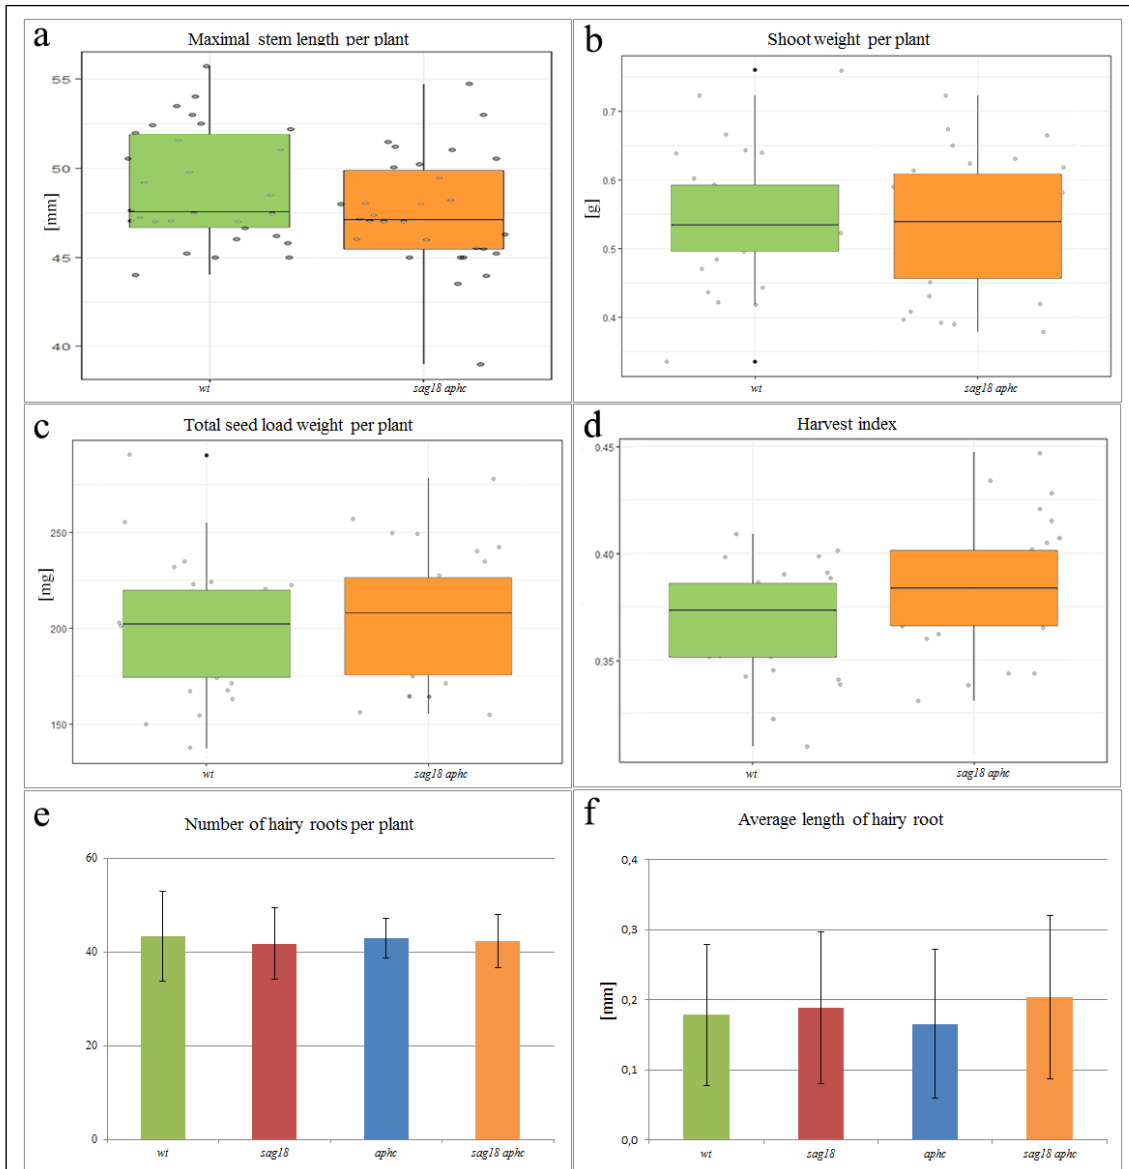 a
Maximal stem length per plant
55
50
45
40
[mm]
wt
sag18 aphc
b
Shoot weight per plant
0.7
0.6
0.5
0.4
[g]
wt
sag18 aphc
c
Total seed load weight per plant
250
200
150
[mg]
wt
sag18 aphc
d
Harvest index
0.45
0.40
0.35
wt
sag18 aphc
e
Number of hairy roots per plant
60
40
20
0
wt
sag18
aphc
sag18 aphc
f
Average length of hairy root
0,4
0,3
0,2
0,1
0,0
[mm]
wt
sag18
aphc
sag18 aphc